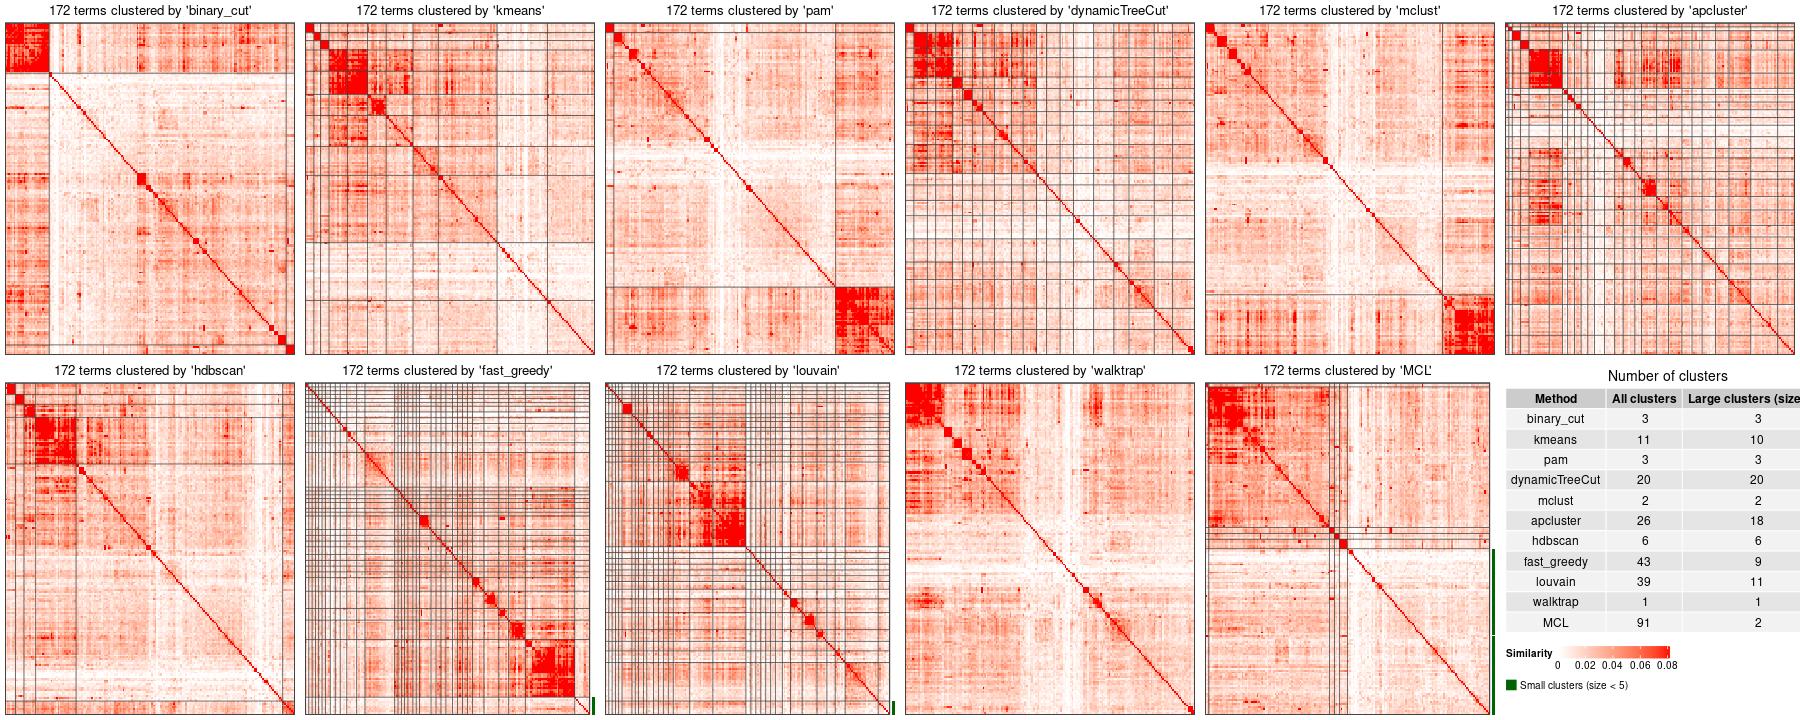 172 terms clustered by 'binary_cut'
172 terms clustered by 'kmeans'
172 terms clustered by 'pam'
172 terms clustered by 'dynamicTreeCut'
172 terms clustered by 'mclust'
172 terms clustered by 'apcluster'
172 terms clustered by 'hdbscan'
172 terms clustered by 'fast_greedy'
172 terms clustered by 'louvain'
172 terms clustered by 'walktrap'
172 terms clustered by 'MCL'
Number of clusters
Method All clusters Large clusters (size
binary_cut 3 3
kmeans 11 10
pam 3 3
dynamicTreeCut 20 20
mclust 2 2
apcluster 26 18
hdbscan 6 6
fast_greedy 43 9
louvain 39 11
walktrap 1 1
MCL 91 2
Similarity
0 0.02 0.04 0.06 0.08
Small clusters (size < 5)